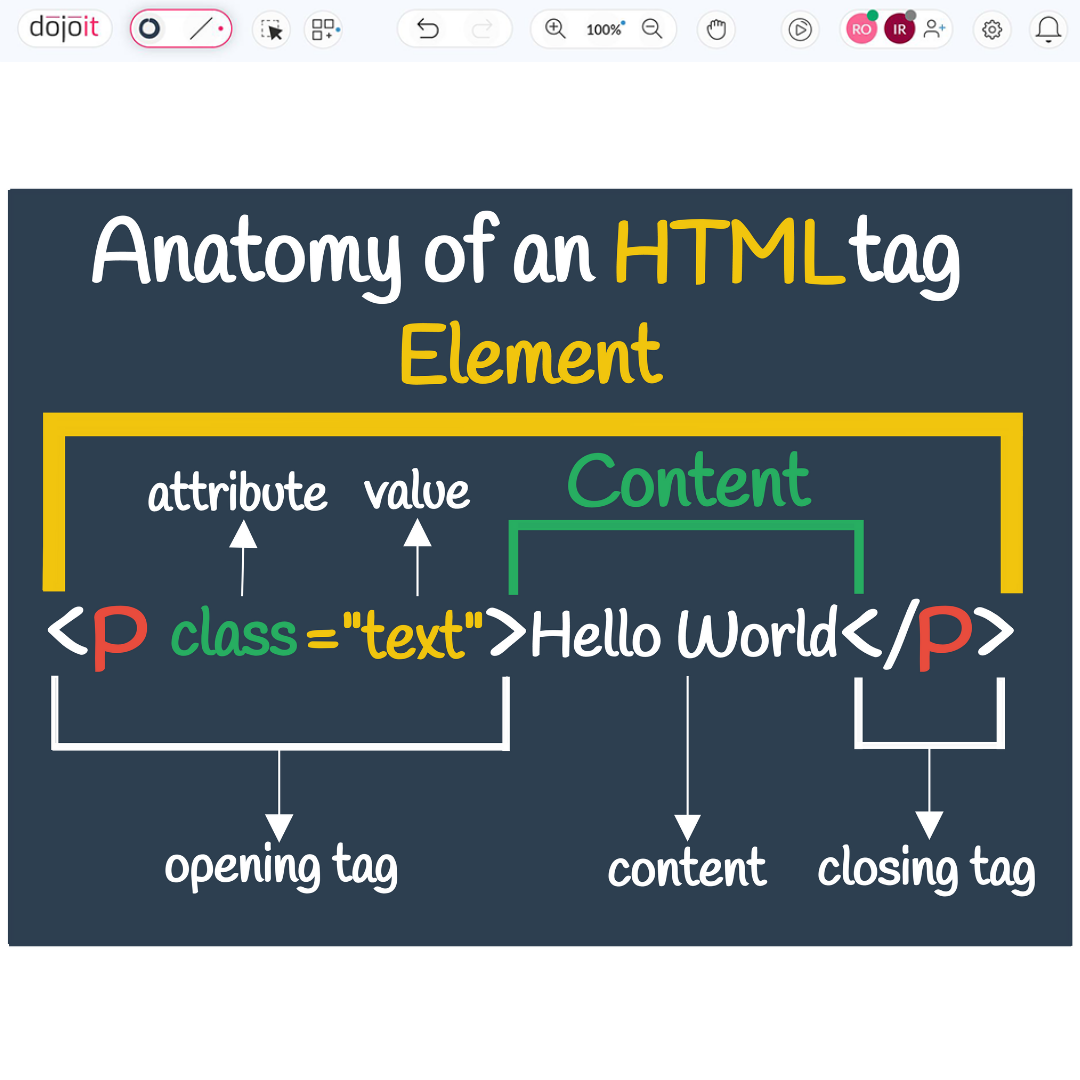 dojoit
100%
RO
IR
Anatomy of an HTML tag
Element
attribute value Content
<p class="text">Hello World</p>
opening tag content closing tag